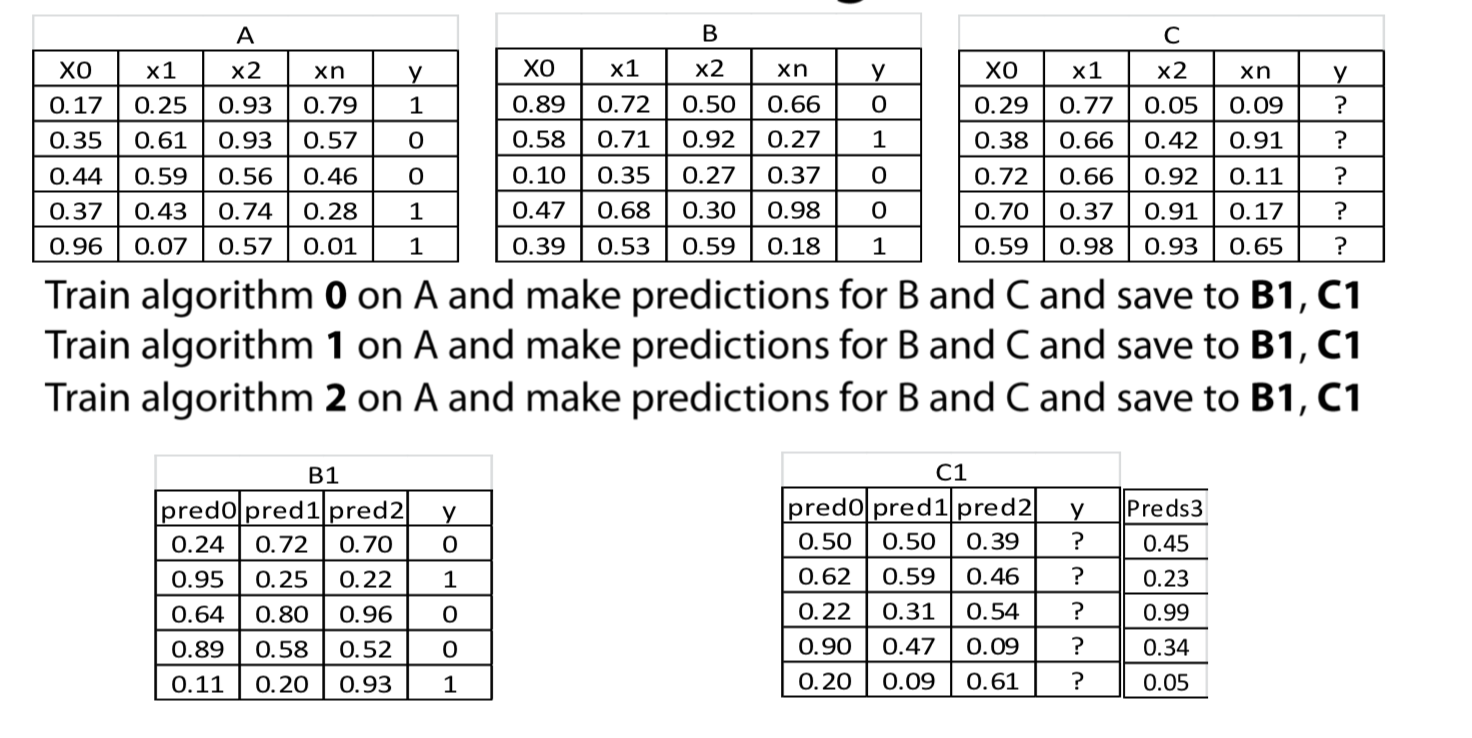 A
X0 x1 x2 xn y
0.17 0.25 0.93 0.79 1
0.35 0.61 0.93 0.57 0
0.44 0.59 0.56 0.46 0
0.37 0.43 0.74 0.28 1
0.96 0.07 0.57 0.01 1
B
X0 x1 x2 xn y
0.89 0.72 0.50 0.66 0
0.58 0.71 0.92 0.27 1
0.10 0.35 0.27 0.37 0
0.47 0.68 0.30 0.98 0
0.39 0.53 0.59 0.18 1
C
X0 x1 x2 xn y
0.29 0.77 0.05 0.09 ?
0.38 0.66 0.42 0.91 ?
0.72 0.66 0.92 0.11 ?
0.70 0.37 0.91 0.17 ?
0.59 0.98 0.93 0.65 ?
Train algorithm 0 on A and make predictions for B and C and save to B1, C1
Train algorithm 1 on A and make predictions for B and C and save to B1, C1
Train algorithm 2 on A and make predictions for B and C and save to B1, C1
B1
pred0 pred1 pred2 y
0.24 0.72 0.70 0
0.95 0.25 0.22 1
0.64 0.80 0.96 0
0.89 0.58 0.52 0
0.11 0.20 0.93 1
C1
pred0 pred1 pred2 y Preds3
0.50 0.50 0.39 ? 0.45
0.62 0.59 0.46 ? 0.23
0.22 0.31 0.54 ? 0.99
0.90 0.47 0.09 ? 0.34
0.20 0.09 0.61 ? 0.05